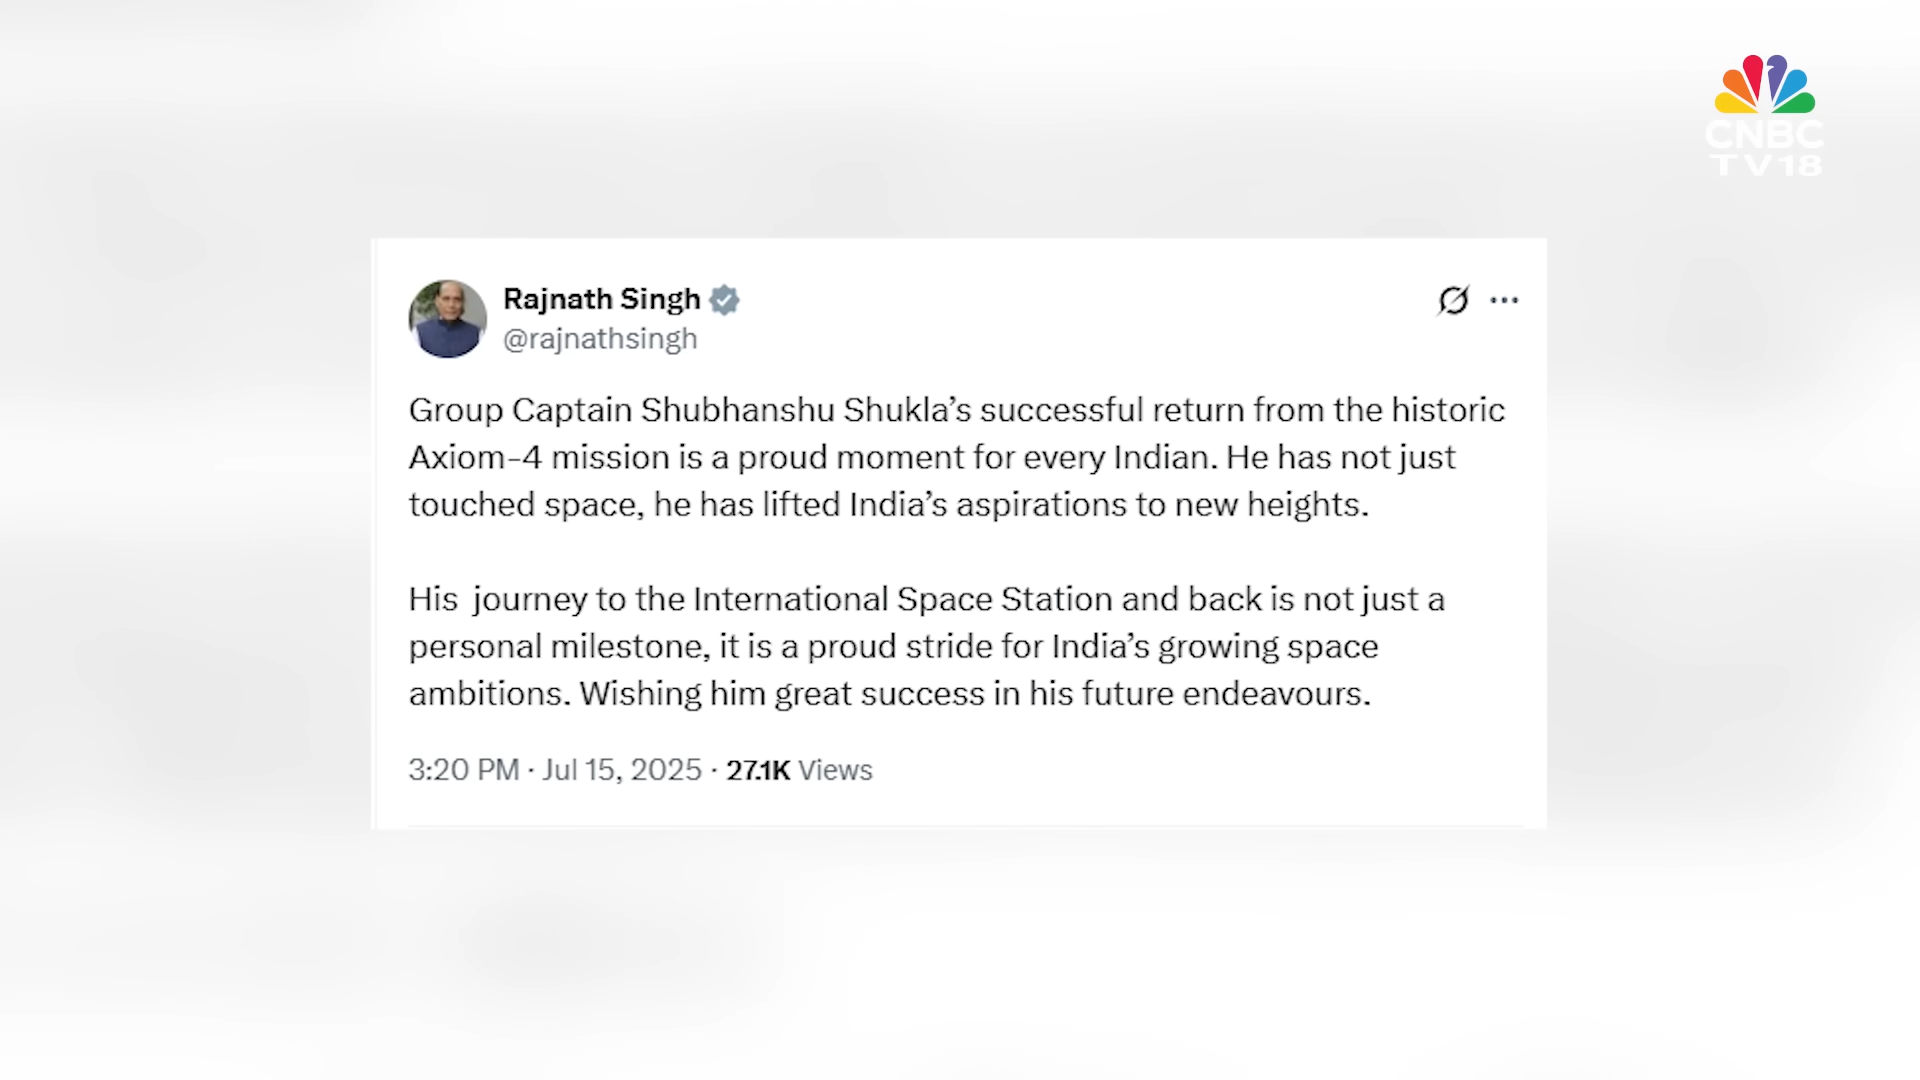 CNBC
TV18
Rajnath Singh
@rajnathsingh
Group Captain Shubhanshu Shukla’s successful return from the historic
Axiom-4 mission is a proud moment for every Indian. He has not just
touched space, he has lifted India’s aspirations to new heights.
His journey to the International Space Station and back is not just a
personal milestone, it is a proud stride for India’s growing space
ambitions. Wishing him great success in his future endeavours.
3:20 PM · Jul 15, 2025 · 27.1K Views